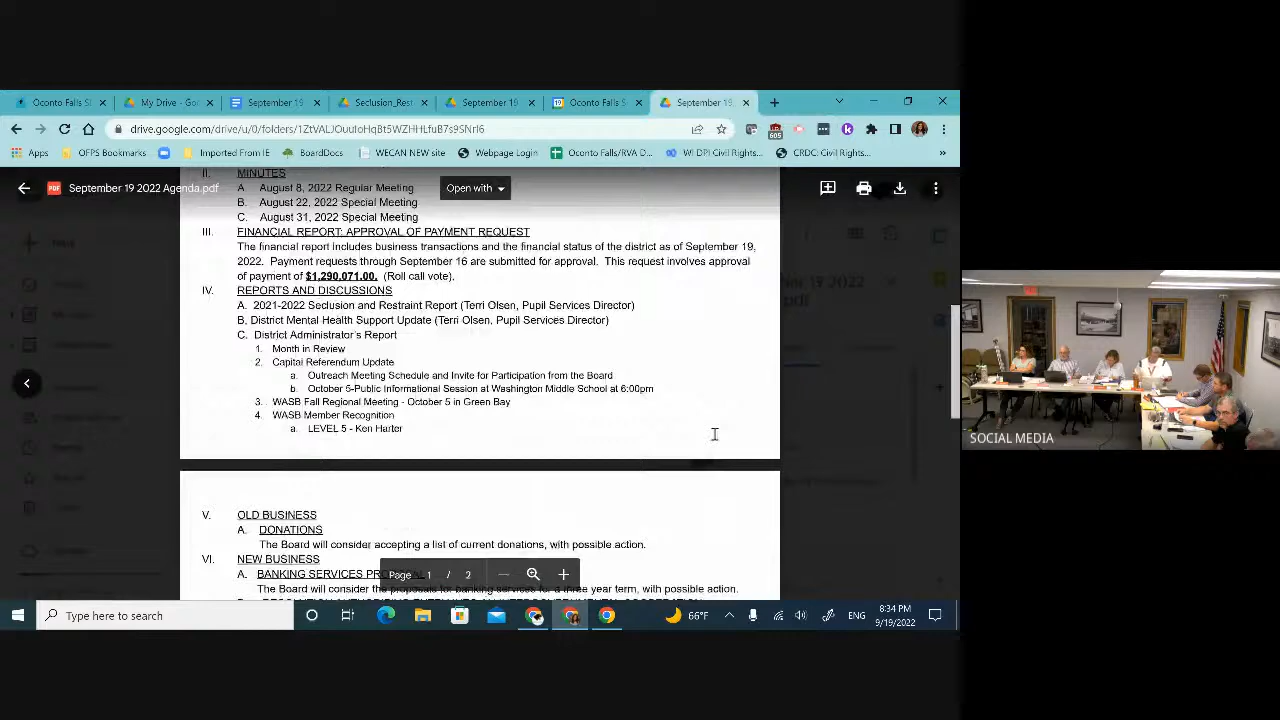 Oconto Falls S
My Drive - Go
September 19
Seclusion_Rest
September 19
Oconto Falls S
September 19,
Apps
OFPS Bookmarks
Imported From IE
BoardDocs
WECAN NEW site
Webpage Login
Oconto Falls/RVA D...
WI DPI Civil Rights...
CRDC: Civil Rights...
»
September 19 2022 Agenda.pdf
Open with
II. MINUTES
A August 8, 2022 Regular Meeting
B. August 22, 2022 Special Meeting
C. August 31, 2022 Special Meeting
III. FINANCIAL REPORT: APPROVAL OF PAYMENT REQUEST
The financial report includes business transactions and the financial status of the district as of September 19,
2022. Payment requests through September 16 are submitted for approval. This request involves approval
of payment of $1,290,071.00. (Roll call vote).
IV. REPORTS AND DISCUSSIONS
A. 2021-2022 Seclusion and Restraint Report (Terri Olsen, Pupil Services Director)
B. District Mental Health Support Update (Terri Olsen, Pupil Services Director)
C. District Administrator's Report
1. Month in Review
2. Capital Referendum Update
a. Outreach Meeting Schedule and Invite for Participation from the Board
b. October 5-Public Informational Session at Washington Middle School at 6:00pm
3. WASB Fall Regional Meeting - October 5 in Green Bay
4. WASB Member Recognition
a. LEVEL 5 - Ken Harter
V. OLD BUSINESS
A. DONATIONS
The Board will consider accepting a list of current donations, with possible action.
VI. NEW BUSINESS
A. BANKING SERVICES
Page 1 / 2
The Board will consider the proposals for banking services for a three year term, with possible action.
SOCIAL MEDIA
Type here to search
66°F
ENG
8:34 PM
9/19/2022